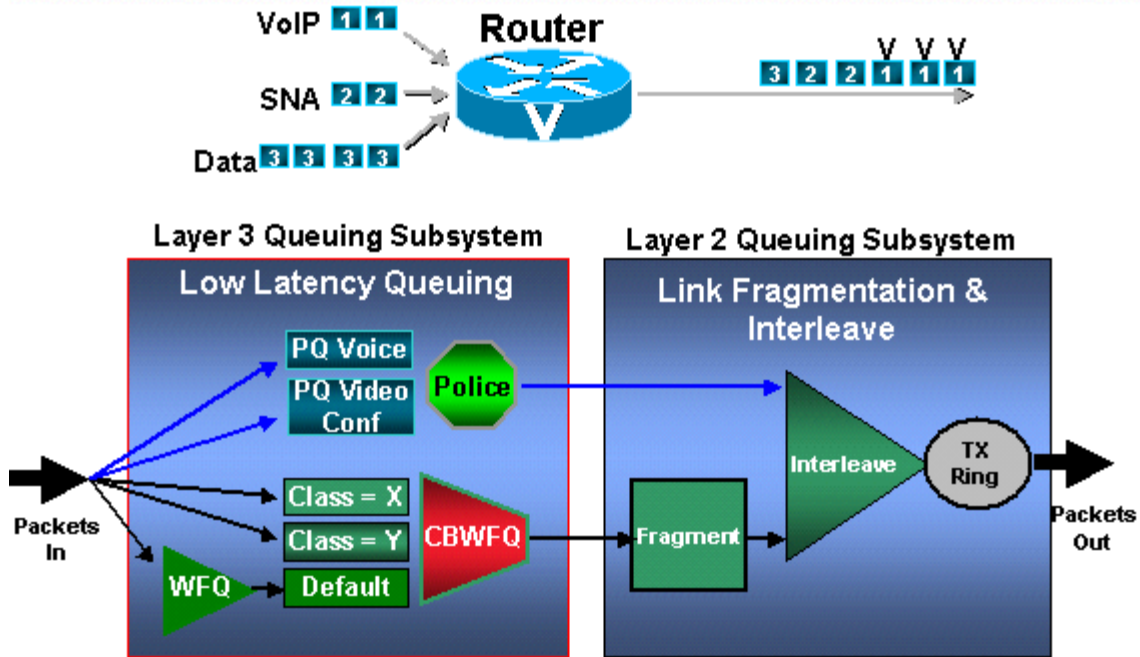 VoIP 1 1
Router
V V V
3 2 2 1 1 1
SNA 2 2
V
Data 3 3 3 3
Layer 3 Queuing Subsystem
Layer 2 Queuing Subsystem
Low Latency Queuing
Link Fragmentation &
Interleave
PQ Voice
PQ Video
Conf
Police
Interleave
TX
Ring
Packets
In
Class = X
Class = Y
CBWFQ
Fragment
Packets
Out
WFQ
Default